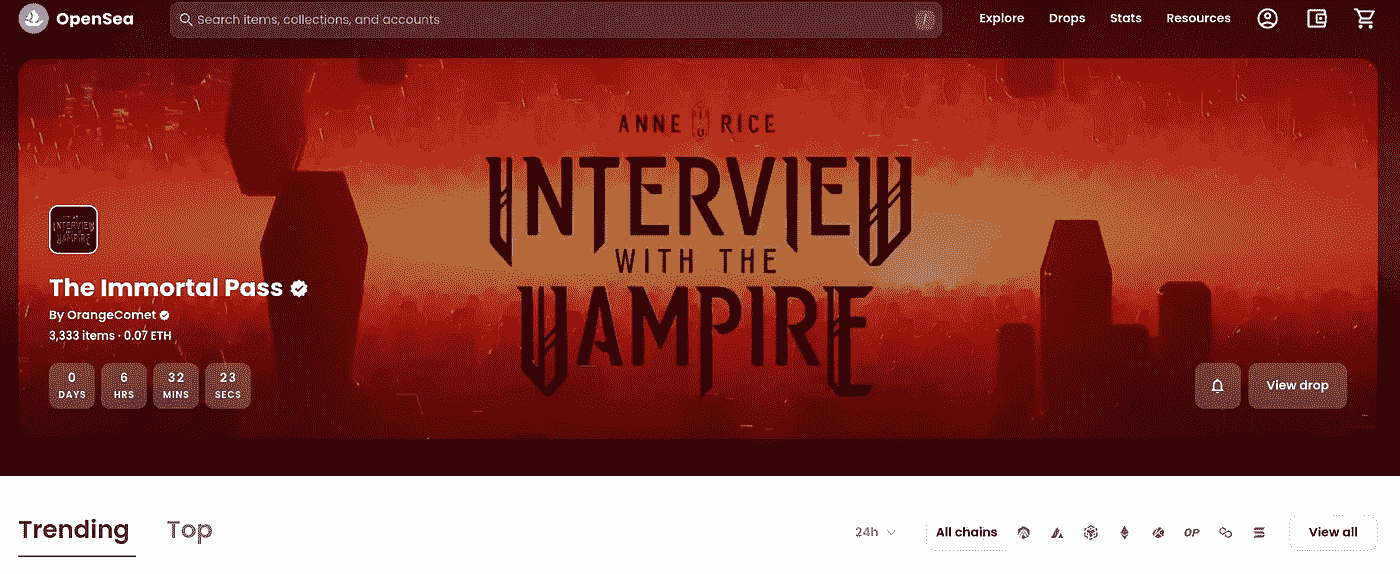 OpenSea
Search items, collections, and accounts
/
Explore
Drops
Stats
Resources
ANNE RICE
INTERVIEW
WITH THE
VAMPIRE
INTERVIEW
VAMPIRE
The Immortal Pass
By OrangeComet
3,333 items · 0.07 ETH
0
DAYS
6
HRS
32
MINS
23
SECS
View drop
Trending
Top
24h
All chains
OP
View all